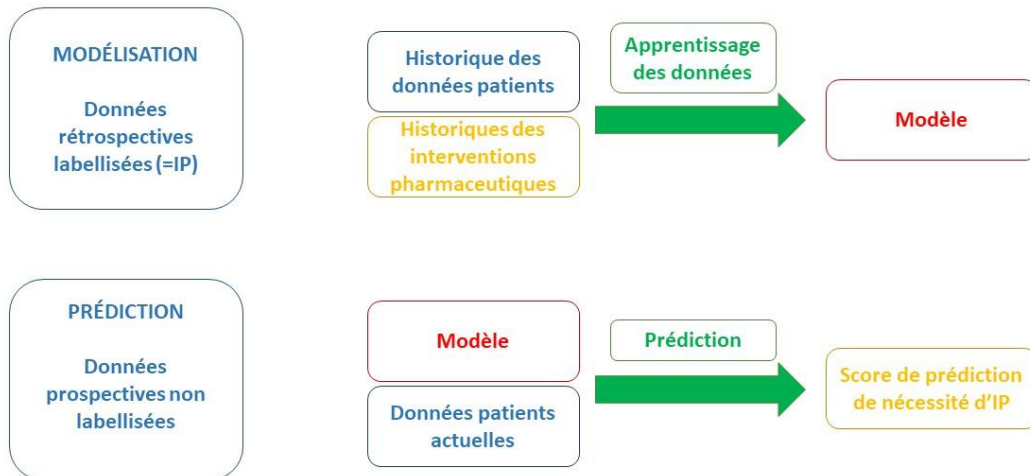 MODÉLISATION
Données
rétrospectives
labellisées (=IP)
Historique des
données patients
Historiques des
interventions
pharmaceutiques
Apprentissage
des données
Modèle
PRÉDICTION
Données
prospectives non
labellisées
Modèle
Données patients
actuelles
Prédiction
Score de prédiction
de nécessité d'IP